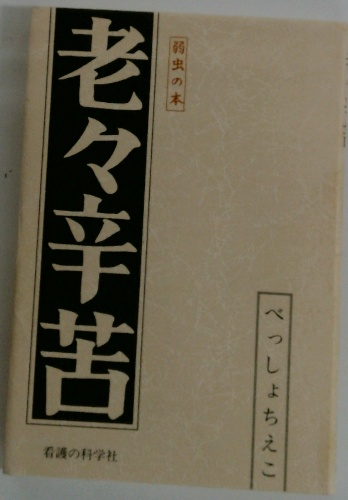 弱虫の本
老々辛苦
べっしょちえこ
看護の科学社